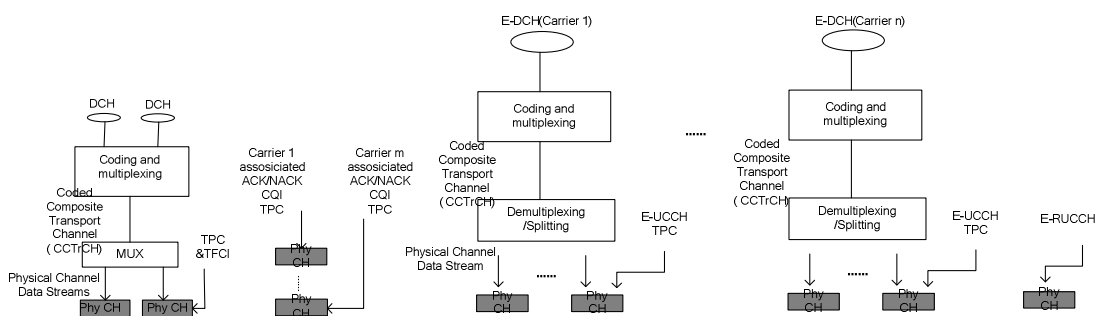 E-DCH(Carrier 1)
E-DCH(Carrier n)
DCH
DCH
Coding and
multiplexing
Coded
Composite
Transport
Channel
( CCTrCH)
MUX
TPC
&TFCI
Physical Channel
Data Streams
Phy CH
Phy CH
Carrier 1
assosiciated
ACK/NACK
CQI
TPC
Carrier m
assosiciated
ACK/NACK
CQI
TPC
Phy
CH
Phy
CH
Coding and
multiplexing
Coded
Composite
Transport
Channel
( CCTrCH)
Demultiplexing
/Splitting
E-UCCH
TPC
Physical Channel
Data Stream
......
Phy
CH
Phy
CH
......
Coding and
multiplexing
Coded
Composite
Transport
Channel
( CCTrCH)
Demultiplexing
/Splitting
E-UCCH
TPC
......
Phy
CH
Phy
CH
E-RUCCH
Phy
CH